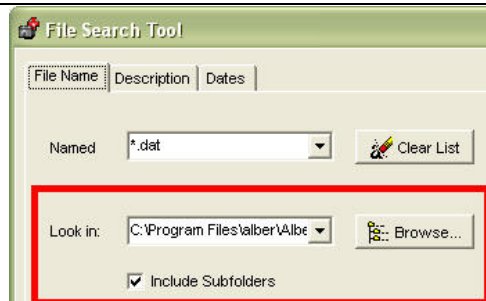 File Search Tool
File Name Description Dates
Named *.dat Clear List
Look in: C:\Program Files\alber\Albe Browse...
Include Subfolders